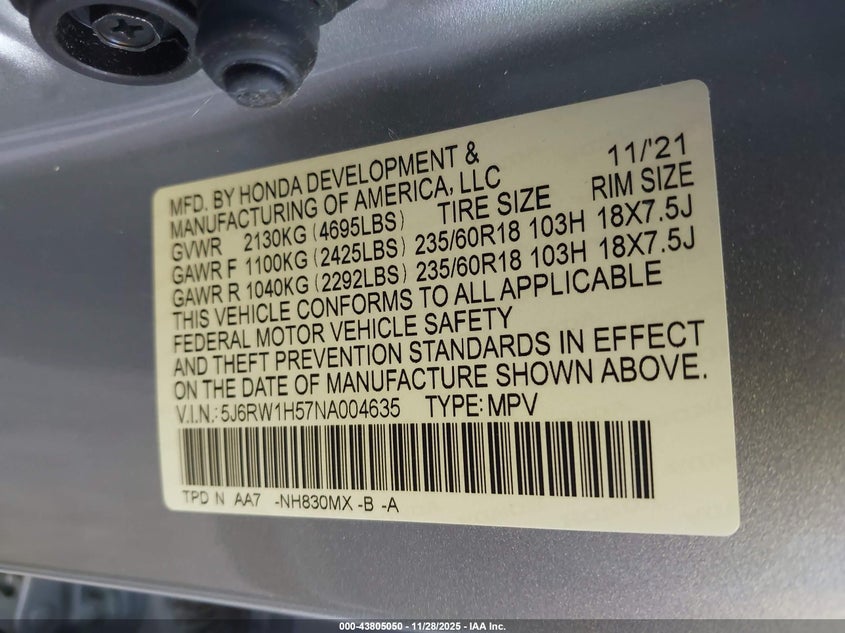 MFD. BY HONDA DEVELOPMENT & 11/'21
MANUFACTURING OF AMERICA, LLC
GVWR 2130KG (4695LBS) TIRE SIZE RIM SIZE
GAWR F 1100KG (2425LBS) 235/60R18 103H 18X7.5J
GAWR R 1040KG (2292LBS) 235/60R18 103H 18X7.5J
THIS VEHICLE CONFORMS TO ALL APPLICABLE
FEDERAL MOTOR VEHICLE SAFETY
AND THEFT PREVENTION STANDARDS IN EFFECT
ON THE DATE OF MANUFACTURE SHOWN ABOVE.
V.I.N.: 5J6RW1H57NA004635 TYPE: MPV
TPD N AA7 -NH830MX -B -A
000-43805050 | 11/28/2025 - IAA Inc.